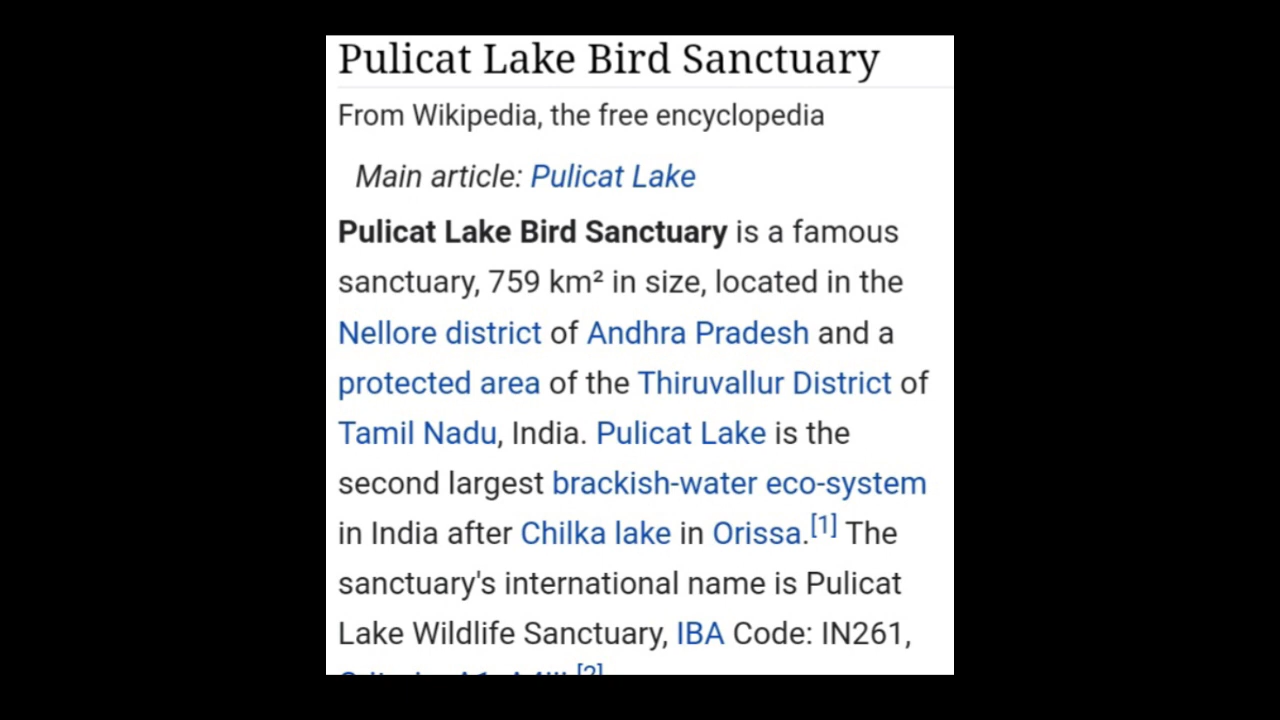 Pulicat Lake Bird Sanctuary
From Wikipedia, the free encyclopedia
Main article: Pulicat Lake
Pulicat Lake Bird Sanctuary is a famous
sanctuary, 759 km² in size, located in the
Nellore district of Andhra Pradesh and a
protected area of the Thiruvallur District of
Tamil Nadu, India. Pulicat Lake is the
second largest brackish-water eco-system
in India after Chilka lake in Orissa.[1] The
sanctuary's international name is Pulicat
Lake Wildlife Sanctuary, IBA Code: IN261,
[2]